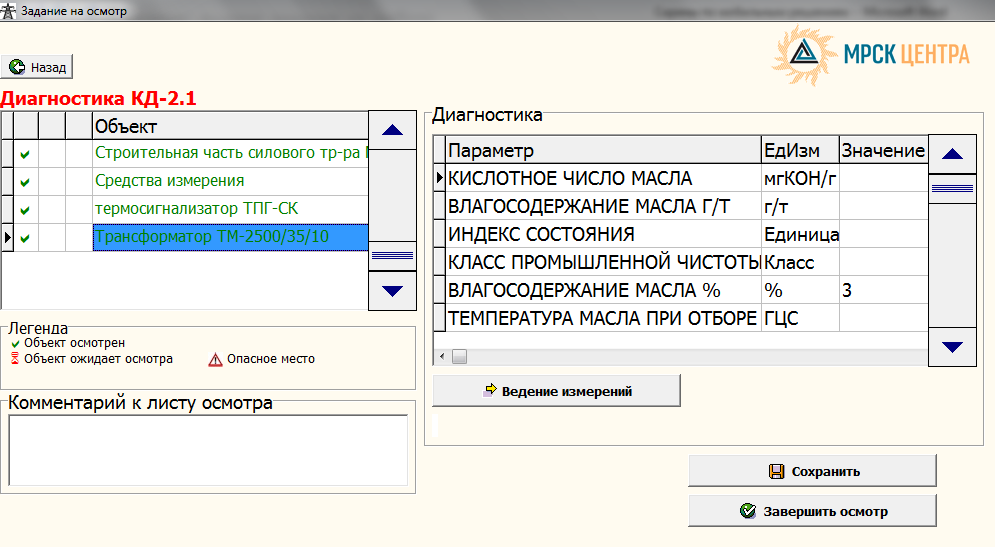 Задание на осмотр
Назад
МРСК ЦЕНТРА
Диагностика КД-2.1
Объект
Строительная часть силового тр-ра
Средства измерения
термосигнализатор ТПГ-СК
Трансформатор ТМ-2500/35/10
Легенда
Объект осмотрен
Объект ожидает осмотра
Опасное место
Комментарий к листу осмотра
Диагностика
Параметр ЕдИзм Значение
КИСЛОТНОЕ ЧИСЛО МАСЛА мгКОН/г
ВЛАГОСОДЕРЖАНИЕ МАСЛА Г/Т г/т
ИНДЕКС СОСТОЯНИЯ Единица
КЛАСС ПРОМЫШЛЕННОЙ ЧИСТОТЫ Класс
ВЛАГОСОДЕРЖАНИЕ МАСЛА % % 3
ТЕМПЕРАТУРА МАСЛА ПРИ ОТБОРЕ ГЦС
Ведение измерений
Сохранить
Завершить осмотр